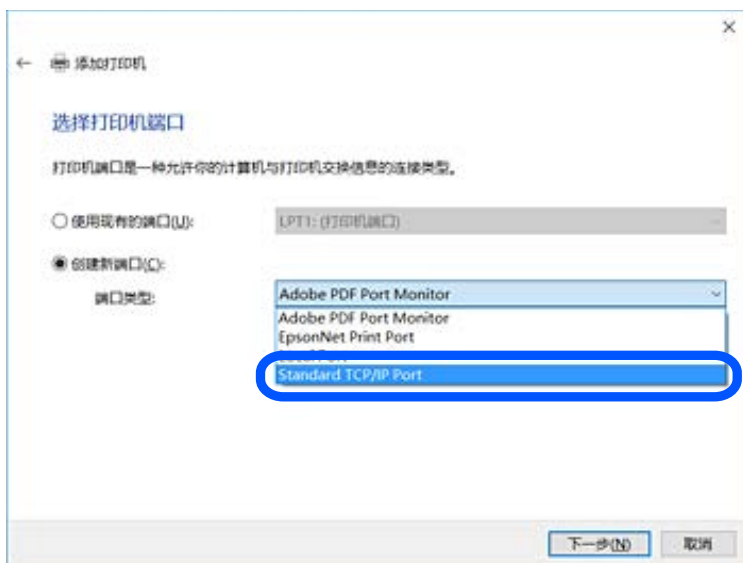 添加打印机
选择打印机端口
打印机端口是一种允许你的计算机与打印机交换信息的连接类型。
使用现有的端口(U):
LPT1: (打印机端口)
创建新端口(C):
端口类型:
Adobe PDF Port Monitor
Adobe PDF Port Monitor
EpsonNet Print Port
Standard TCP/IP Port
下一步(N)
取消